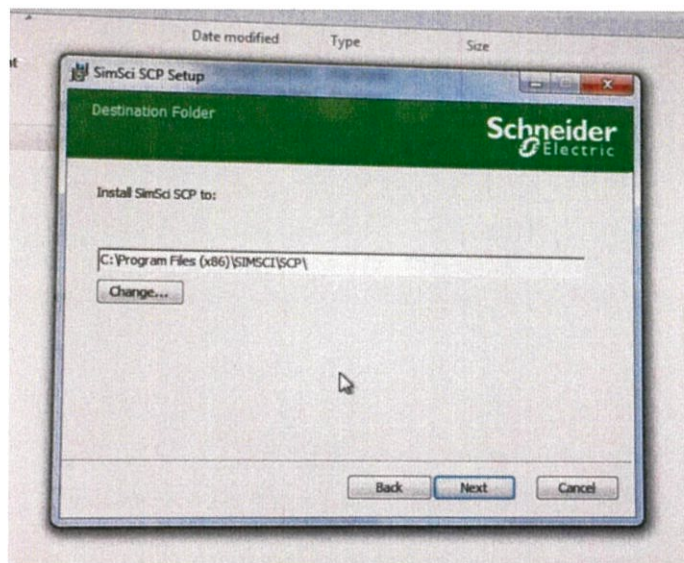 Date modified Type Size
SimSci SCP Setup
Destination Folder
Schneider
Electric
Install SimSci SCP to:
C:\Program Files (x86)\SIMSCI\SCP\
Change...
Back Next Cancel